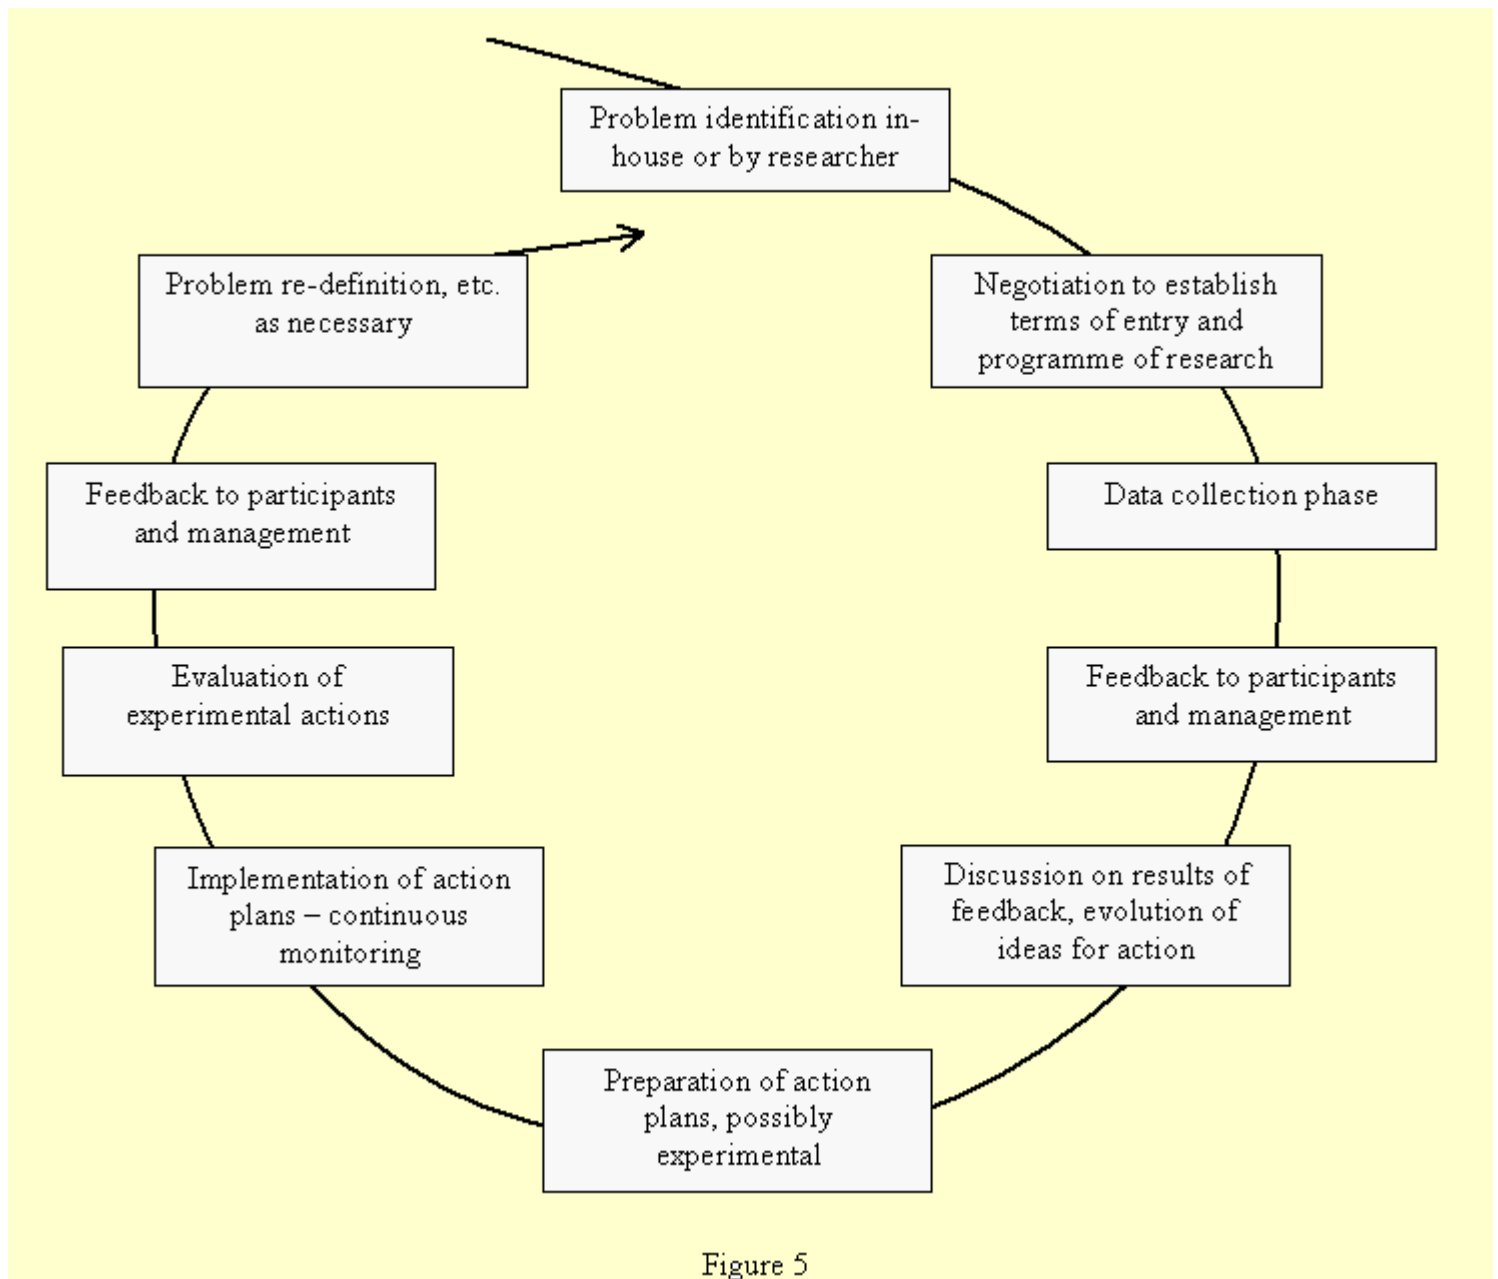 Problem identification in-
house or by researcher
Negotiation to establish
terms of entry and
programme of research
Data collection phase
Feedback to participants
and management
Discussion on results of
feedback, evolution of
ideas for action
Preparation of action
plans, possibly
experimental
Implementation of action
plans – continuous
monitoring
Evaluation of
experimental actions
Feedback to participants
and management
Problem re-definition, etc.
as necessary
Figure 5